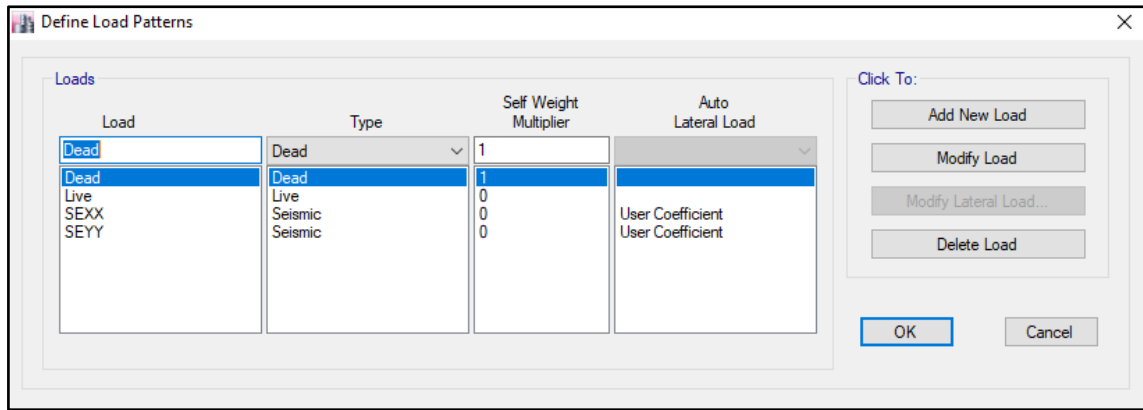 Define Load Patterns
Loads
Click To:
Load Type Self Weight Multiplier Auto Lateral Load
Dead Dead 1
Dead Dead 1
Live Live 0
SEXX Seismic 0 User Coefficient
SEYY Seismic 0 User Coefficient
Add New Load
Modify Load
Modify Lateral Load...
Delete Load
OK Cancel